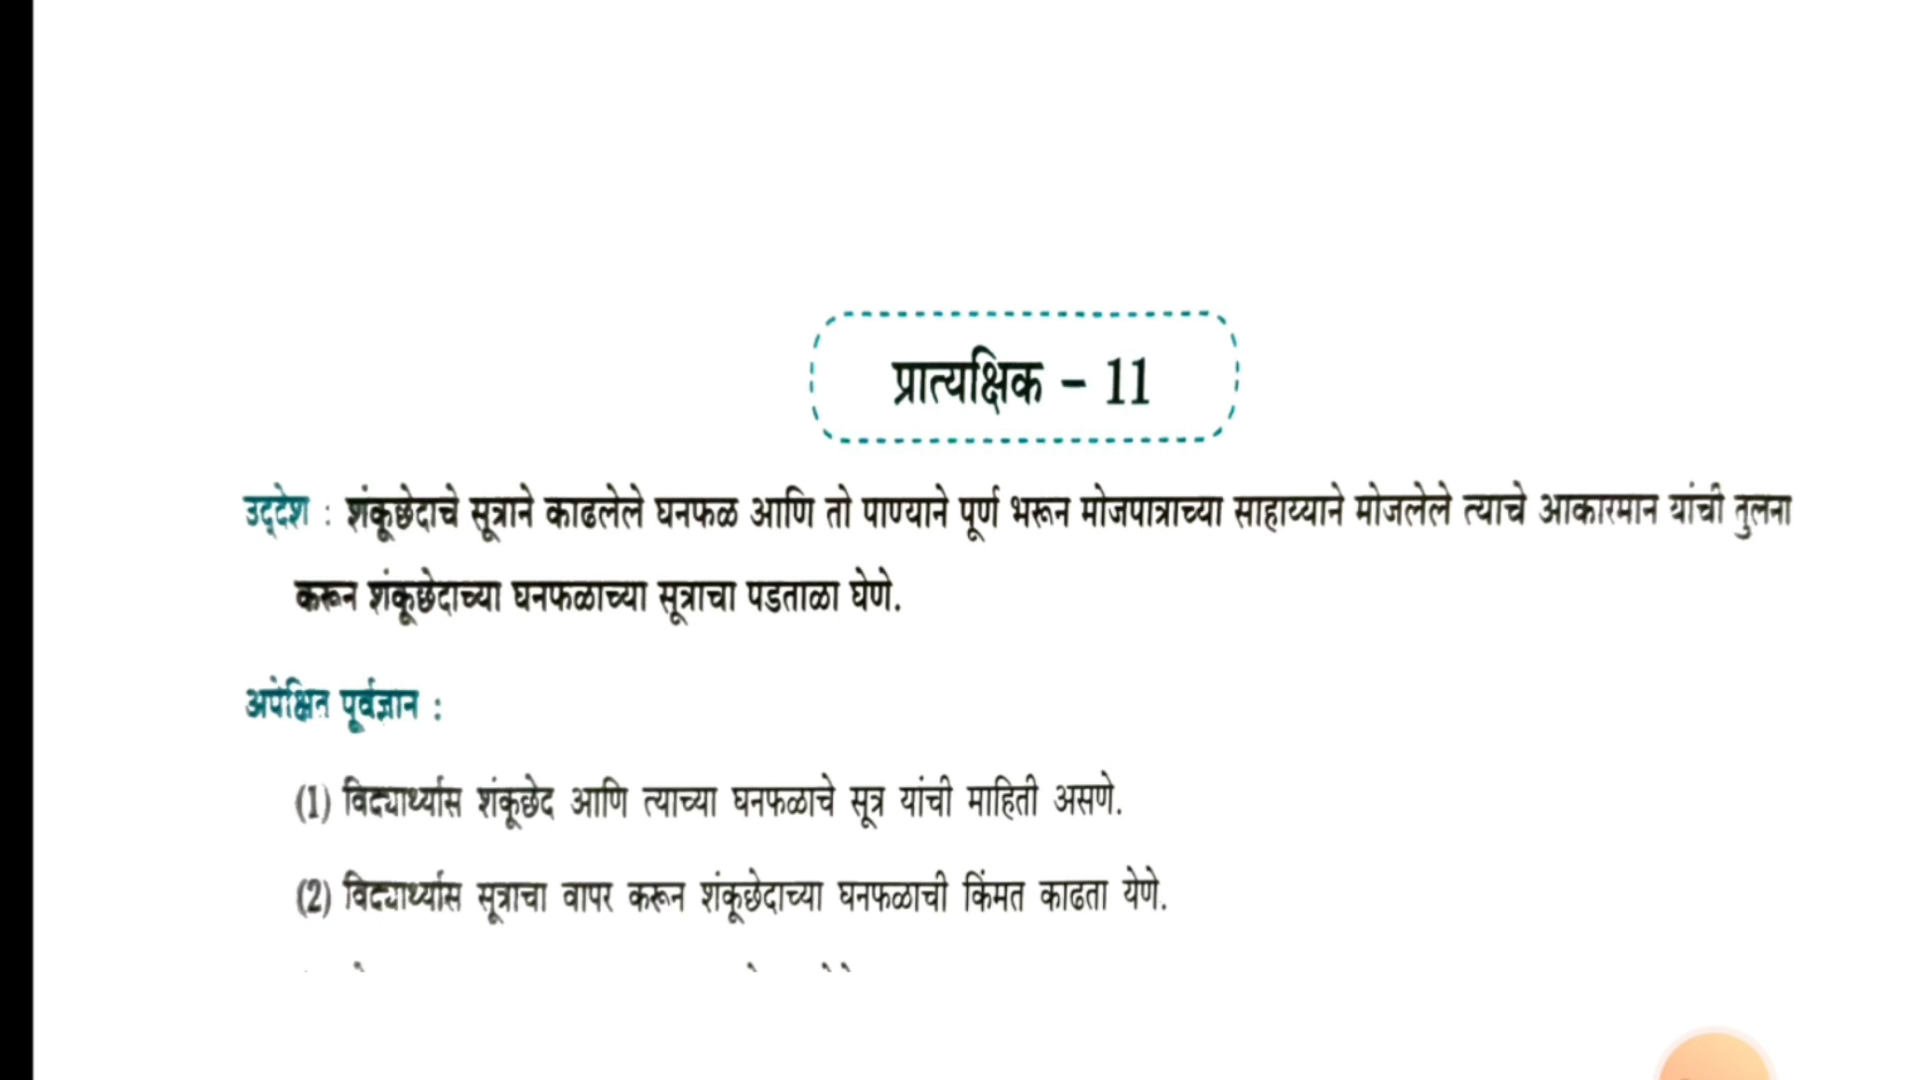 प्रात्यक्षिक – 11
उद्देश : शंकूछेदाचे सूत्राने काढलेले घनफळ आणि तो पाण्याने पूर्ण भरून मोजपात्राच्या साहाय्याने मोजलेले त्याचे आकारमान यांची तुलना
करून शंकूछेदाच्या घनफळाच्या सूत्राचा पडताळा घेणे.
अपेक्षित पूर्वज्ञान :
(1) विद्यार्थ्यास शंकूछेद आणि त्याच्या घनफळाचे सूत्र यांची माहिती असणे.
(2) विद्यार्थ्यास सूत्राचा वापर करून शंकूछेदाच्या घनफळाची किंमत काढता येणे.